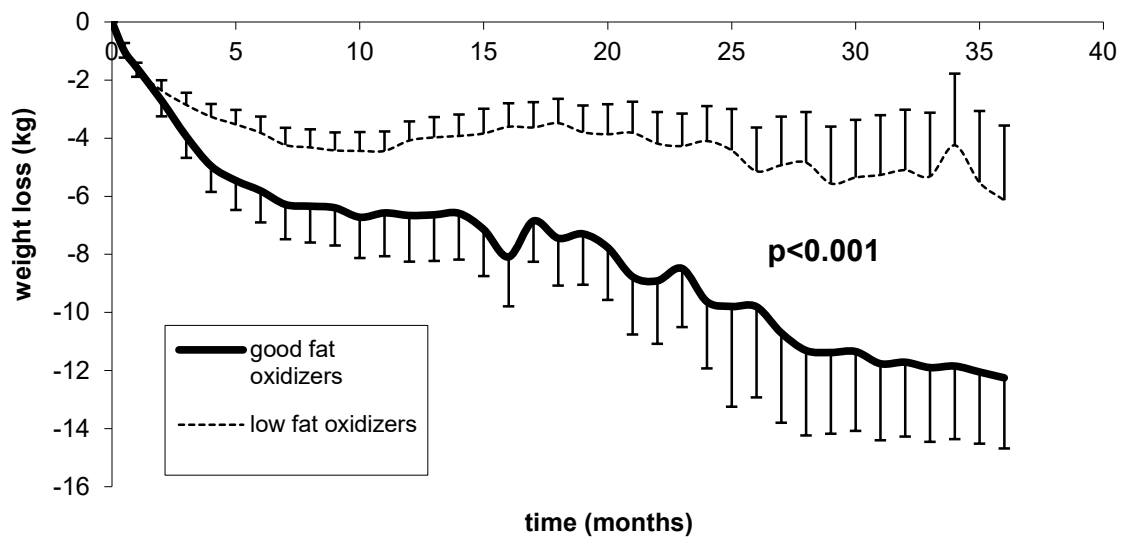 0
0 5 10 15 20 25 30 35 40
-2
-4
-6
-8
-10
-12
-14
-16
weight loss (kg)
p<0.001
good fat
oxidizers
low fat oxidizers
time (months)